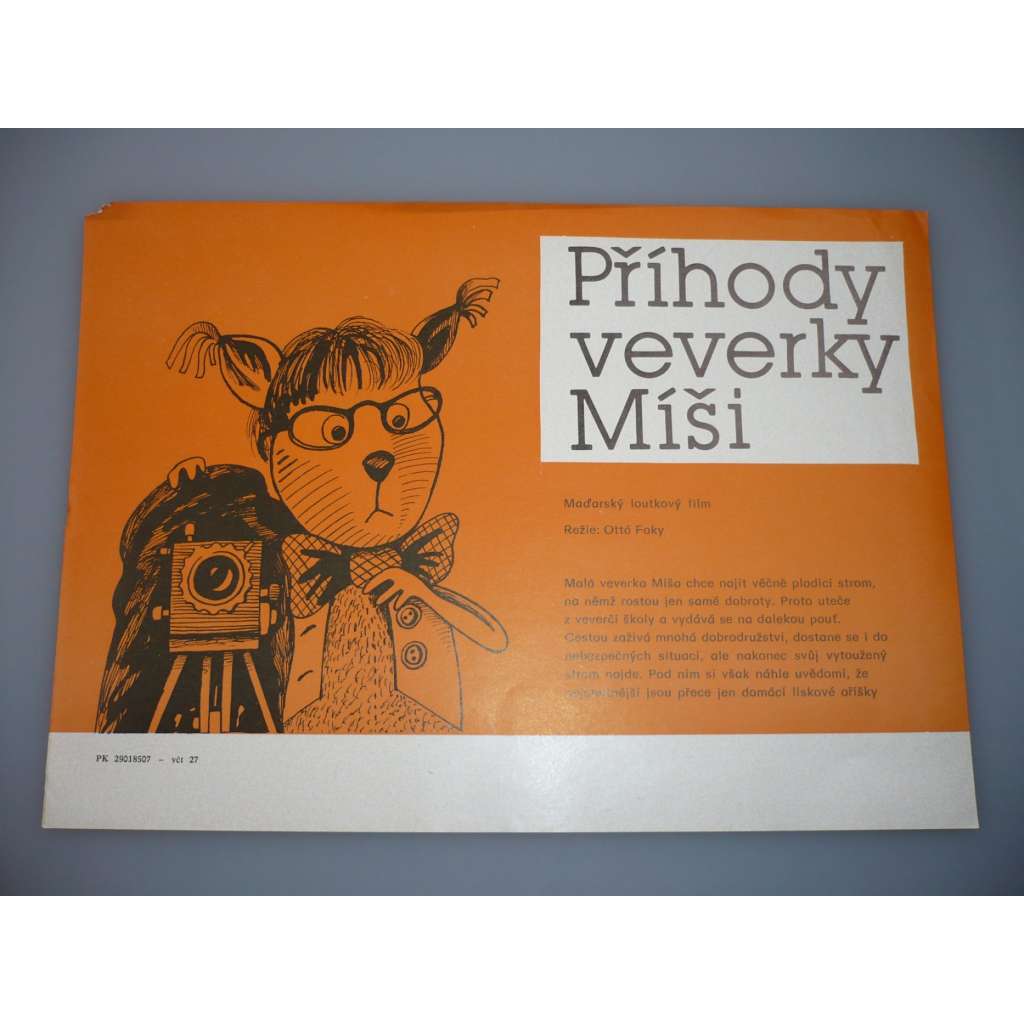 Příhody
veverky
Míši
Maďarský loutkový film
Režie: Ottó Foky
Malá veverka Míša chce najít věčně plodící strom,
na němž rostou jen samé dobroty. Proto uteče
z veverčí školy a vydává se na dalekou pouť.
Cestou zažívá mnohá dobrodružství, dostane se i do
nebezpečných situací, ale nakonec svůj vytoužený
strom najde. Pod ním si však náhle uvědomí, že
nejcennější jsou přece jen domácí lískové oříšky
PK 29018507 – včt 27